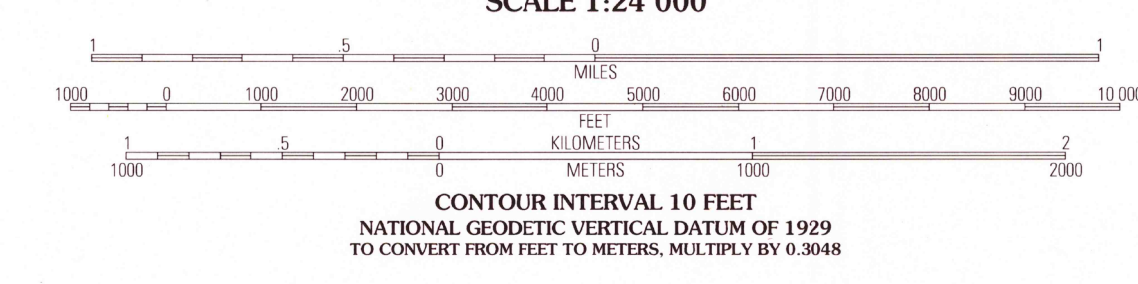 SCALE 1:24 000
1 .5 0 1
MILES
1000 0 1000 2000 3000 4000 5000 6000 7000 8000 9000 10 000
FEET
1 .5 0 KILOMETERS 1 2
1000 0 METERS 1000 2000
CONTOUR INTERVAL 10 FEET
NATIONAL GEODETIC VERTICAL DATUM OF 1929
TO CONVERT FROM FEET TO METERS, MULTIPLY BY 0.3048